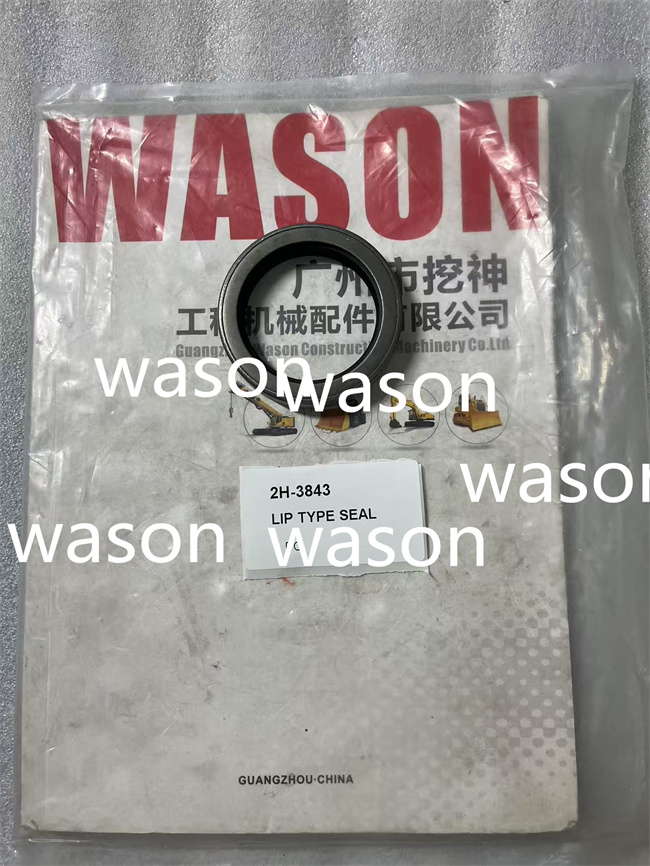 WASON
广州市挖神
工程机械配件有限公司
Guangzhou Wason Construction Machinery Co.Ltd
wason
wason
2H-3843
wason
LIP TYPE SEAL
wason
wason
GUANGZHOU·CHINA